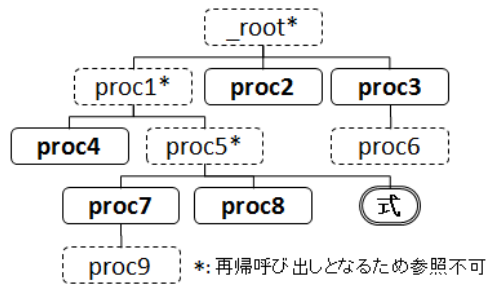 _root*
proc1*
proc2
proc3
proc4
proc5*
proc6
proc7
proc8
式
proc9
*: 再帰呼び出しとなるため参照不可